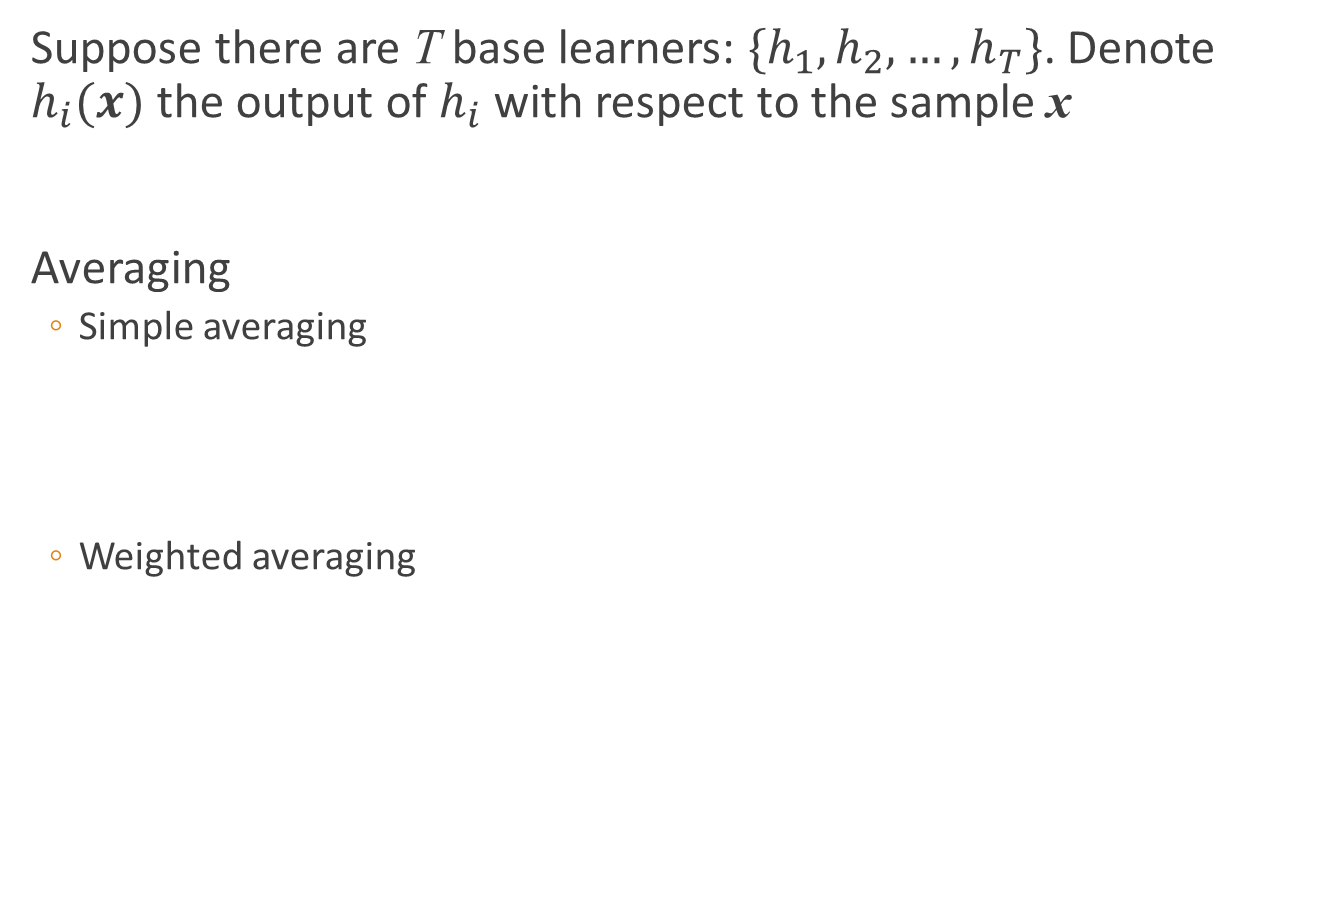 Suppose there are T base learners: {h₁, h₂, … , h_T}. Denote
hᵢ(x) the output of hᵢ with respect to the sample x
Averaging
◦ Simple averaging
◦ Weighted averaging